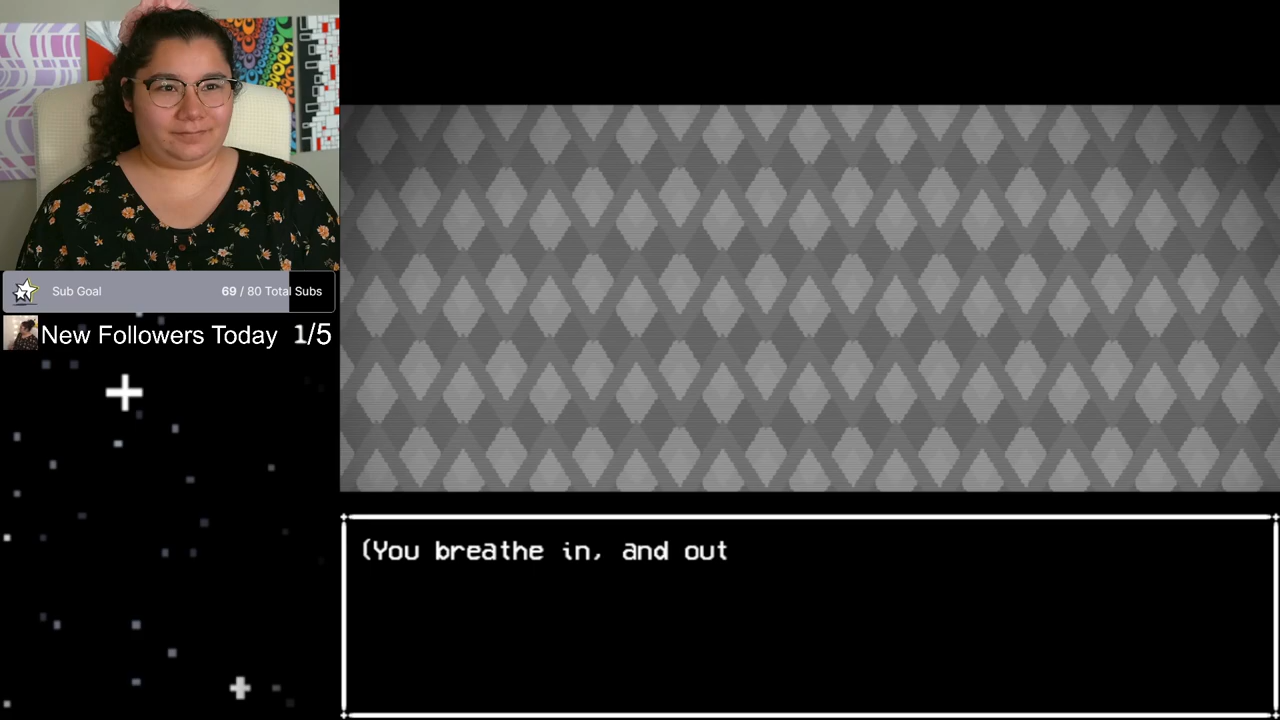 Sub Goal 69 / 80 Total Subs
New Followers Today 1/5
(You breathe in, and out